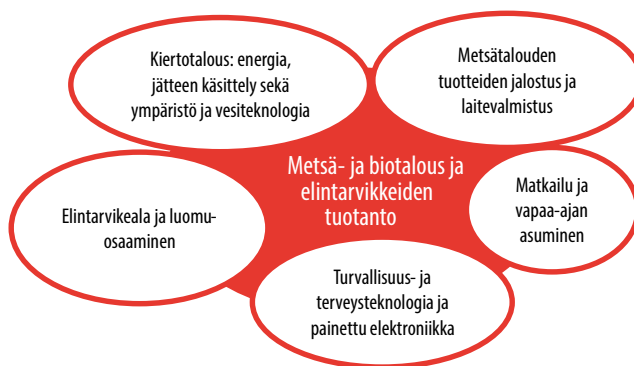 Kiertotalous: energia,
jätteen käsittely sekä
ympäristö ja vesiteknologia
Metsätalouden
tuotteiden jalostus ja
laitevalmistus
Metsä- ja biotalous ja
elintarvikkeiden
tuotanto
Elintarvikeala ja luomu-
osaaminen
Matkailu ja
vapaa-ajan
asuminen
Turvallisuus- ja
terveysteknologia ja
painettu elektroniikka